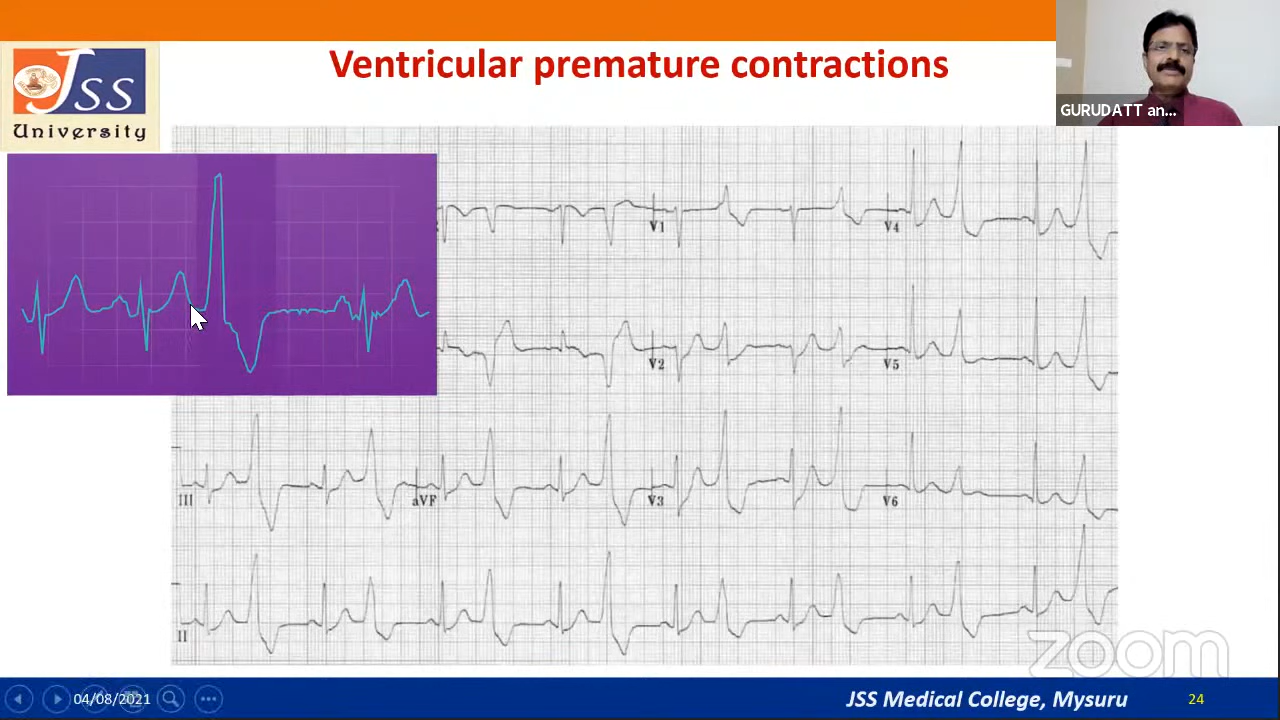 Ventricular premature contractions
JSS
University
GURUDATT an...
V1
V4
V2
V5
III
aVF
V3
V6
II
zoom
04/08/2021
JSS Medical College, Mysuru
24